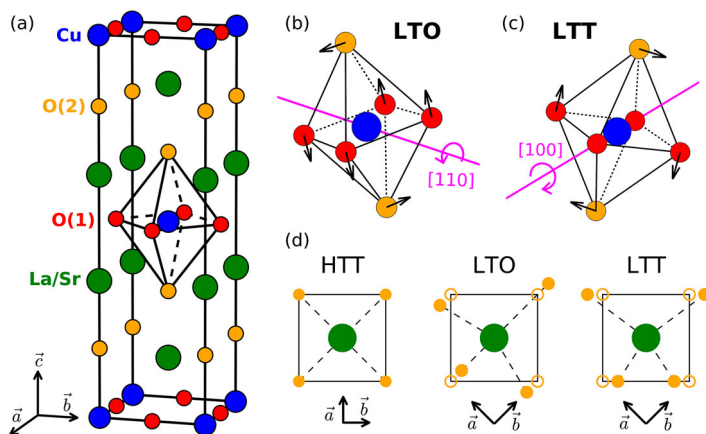 (a)
Cu
O(2)
O(1)
La/Sr
c
a
b
(b)
LTO
[110]
(c)
LTT
[100]
(d)
HTT
LTO
LTT
a
b
a
b
a
b